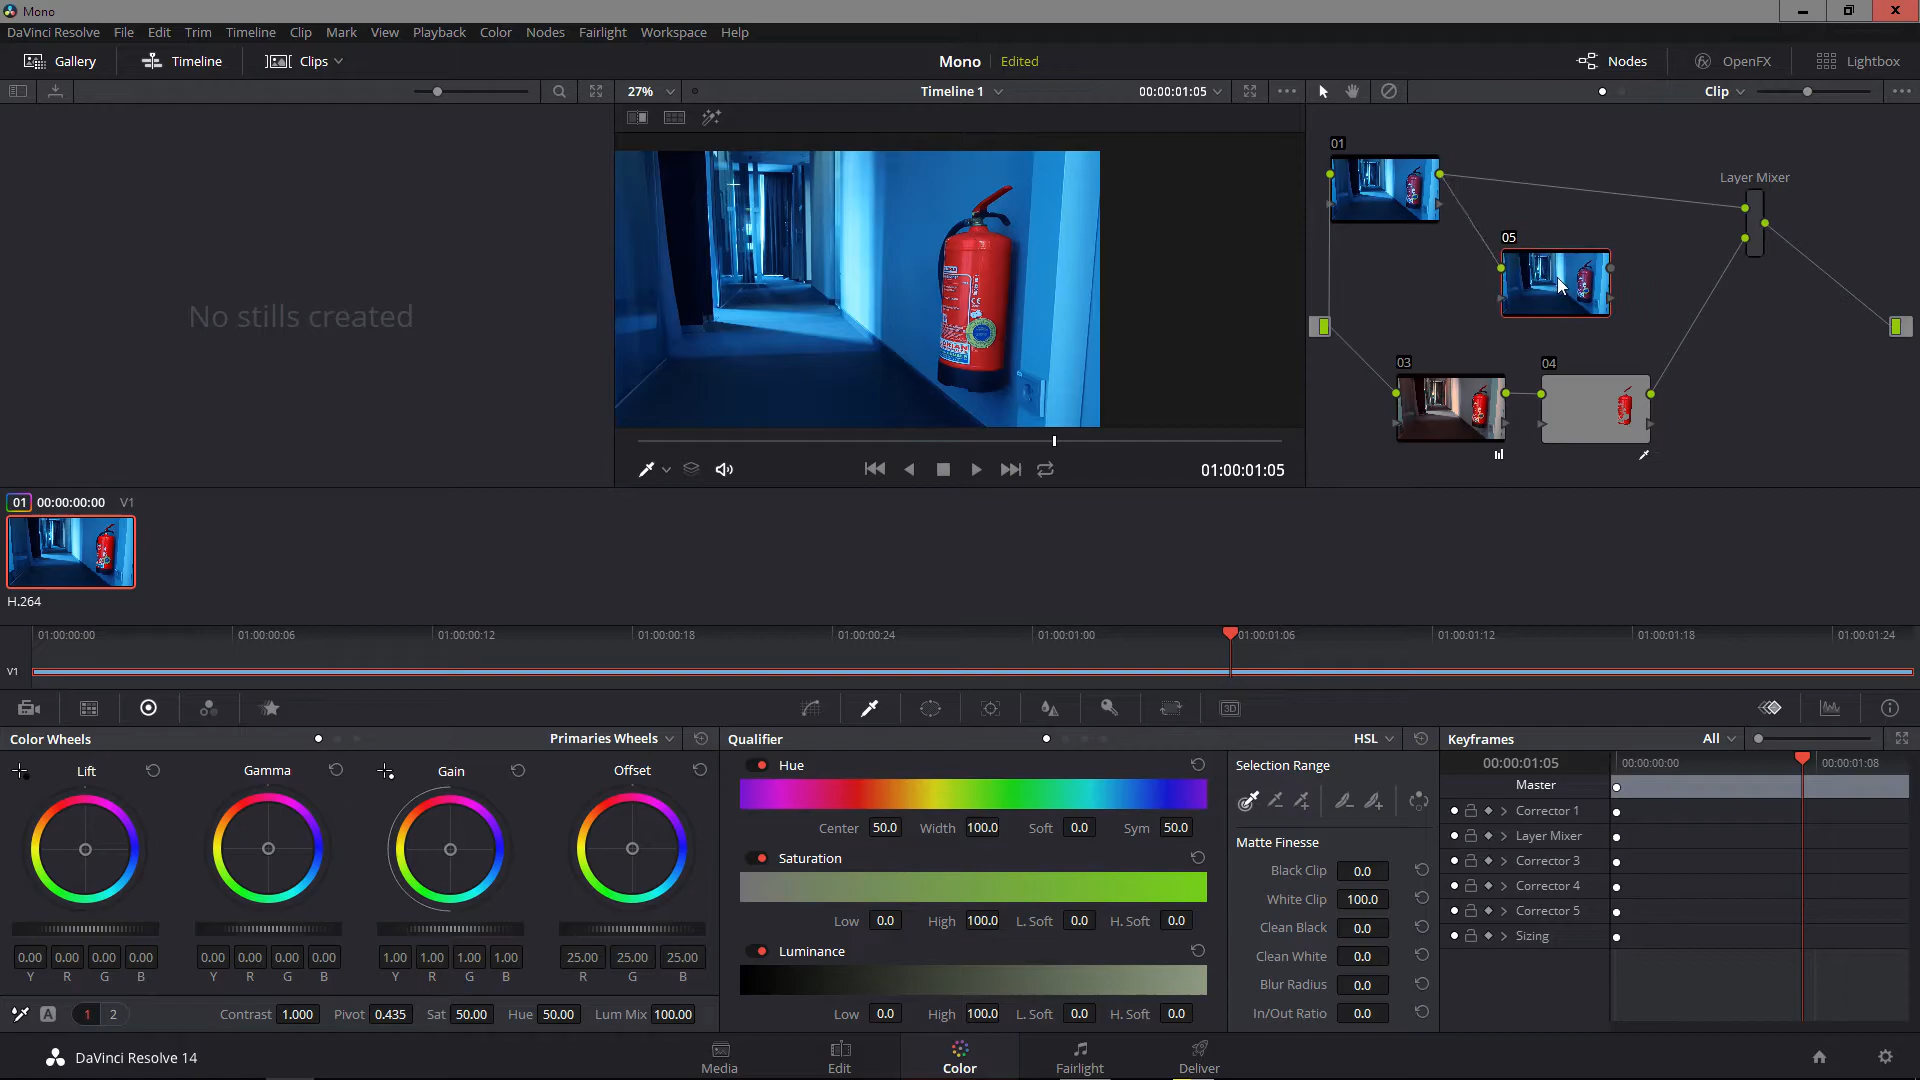 Mono
DaVinci Resolve File Edit Trim Timeline Clip Mark View Playback Color Nodes Fairlight Workspace Help
Gallery Timeline Clips Mono Edited Nodes OpenFX Lightbox
27% Timeline 1 00:00:01:05 Clip
01
Layer Mixer
05
No stills created
03 04
01:00:01:05
01 00:00:00:00 V1
H.264
01:00:00:00 01:00:00:06 01:00:00:12 01:00:00:18 01:00:00:24 01:00:01:00 01:00:01:06 01:00:01:12 01:00:01:18 01:00:01:24
V1
3D
Color Wheels Primaries Wheels Qualifier HSL Keyframes All
Lift Gamma Gain Offset
Hue
Center 50.0 Width 100.0 Soft 0.0 Sym 50.0
Saturation
Low 0.0 High 100.0 L. Soft 0.0 H. Soft 0.0
Luminance
Low 0.0 High 100.0 L. Soft 0.0 H. Soft 0.0
0.00 0.00 0.00 0.00 0.00 0.00 0.00 0.00 1.00 1.00 1.00 1.00 25.00 25.00 25.00
Y R G B Y R G B Y R G B R G B
A 1 2 Contrast 1.000 Pivot 0.435 Sat 50.00 Hue 50.00 Lum Mix 100.00
Selection Range
Matte Finesse
Black Clip 0.0
White Clip 100.0
Clean Black 0.0
Clean White 0.0
Blur Radius 0.0
In/Out Ratio 0.0
00:00:01:05 00:00:00:00 00:00:01:08
Master
Corrector 1
Layer Mixer
Corrector 3
Corrector 4
Corrector 5
Sizing
DaVinci Resolve 14 Media Edit Color Fairlight Deliver